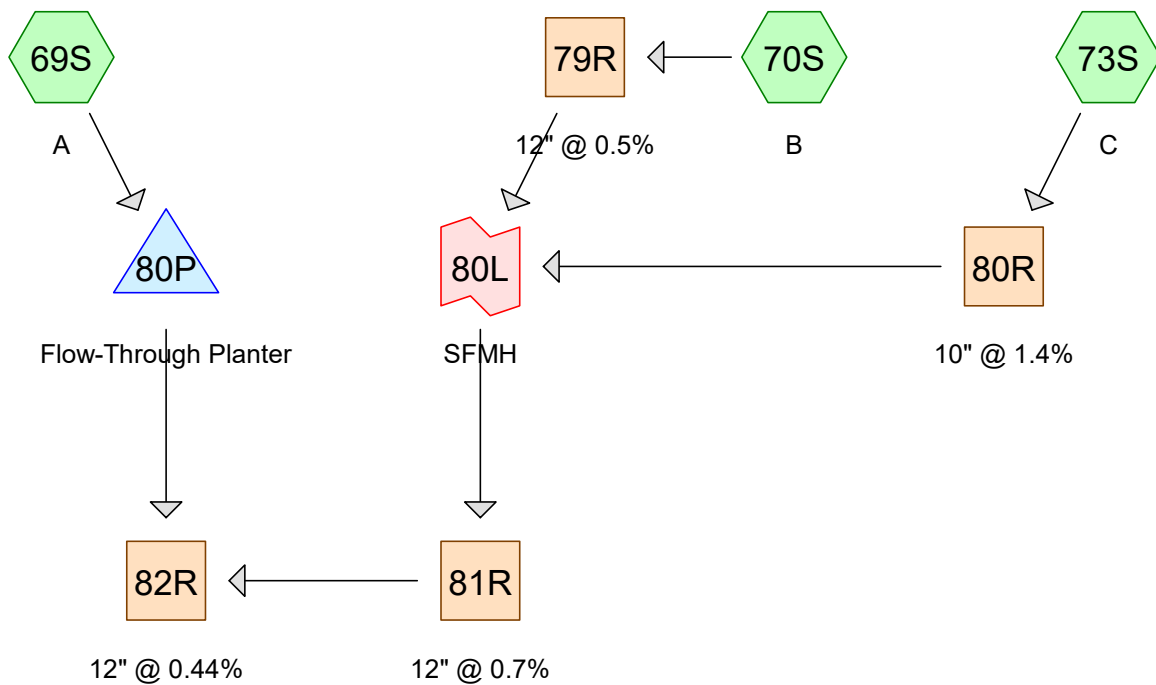 69S
79R
70S
73S
A
12" @ 0.5%
B
C
80P
80L
80R
Flow-Through Planter
SFMH
10" @ 1.4%
82R
81R
12" @ 0.44%
12" @ 0.7%